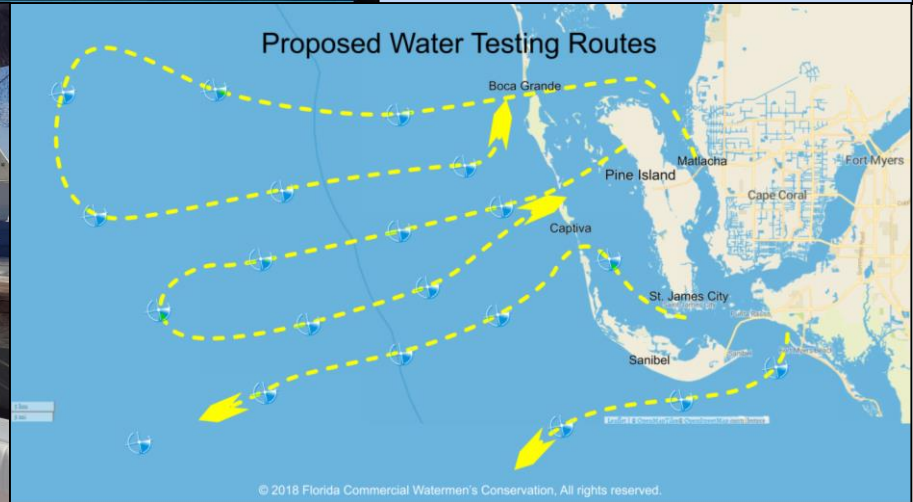 Proposed Water Testing Routes
Boca Grande
Matlacha
Fort Myers
Pine Island
Cape Coral
Captiva
St. James City
Sanibel
© 2018 Florida Commercial Watermen's Conservation, All rights reserved.